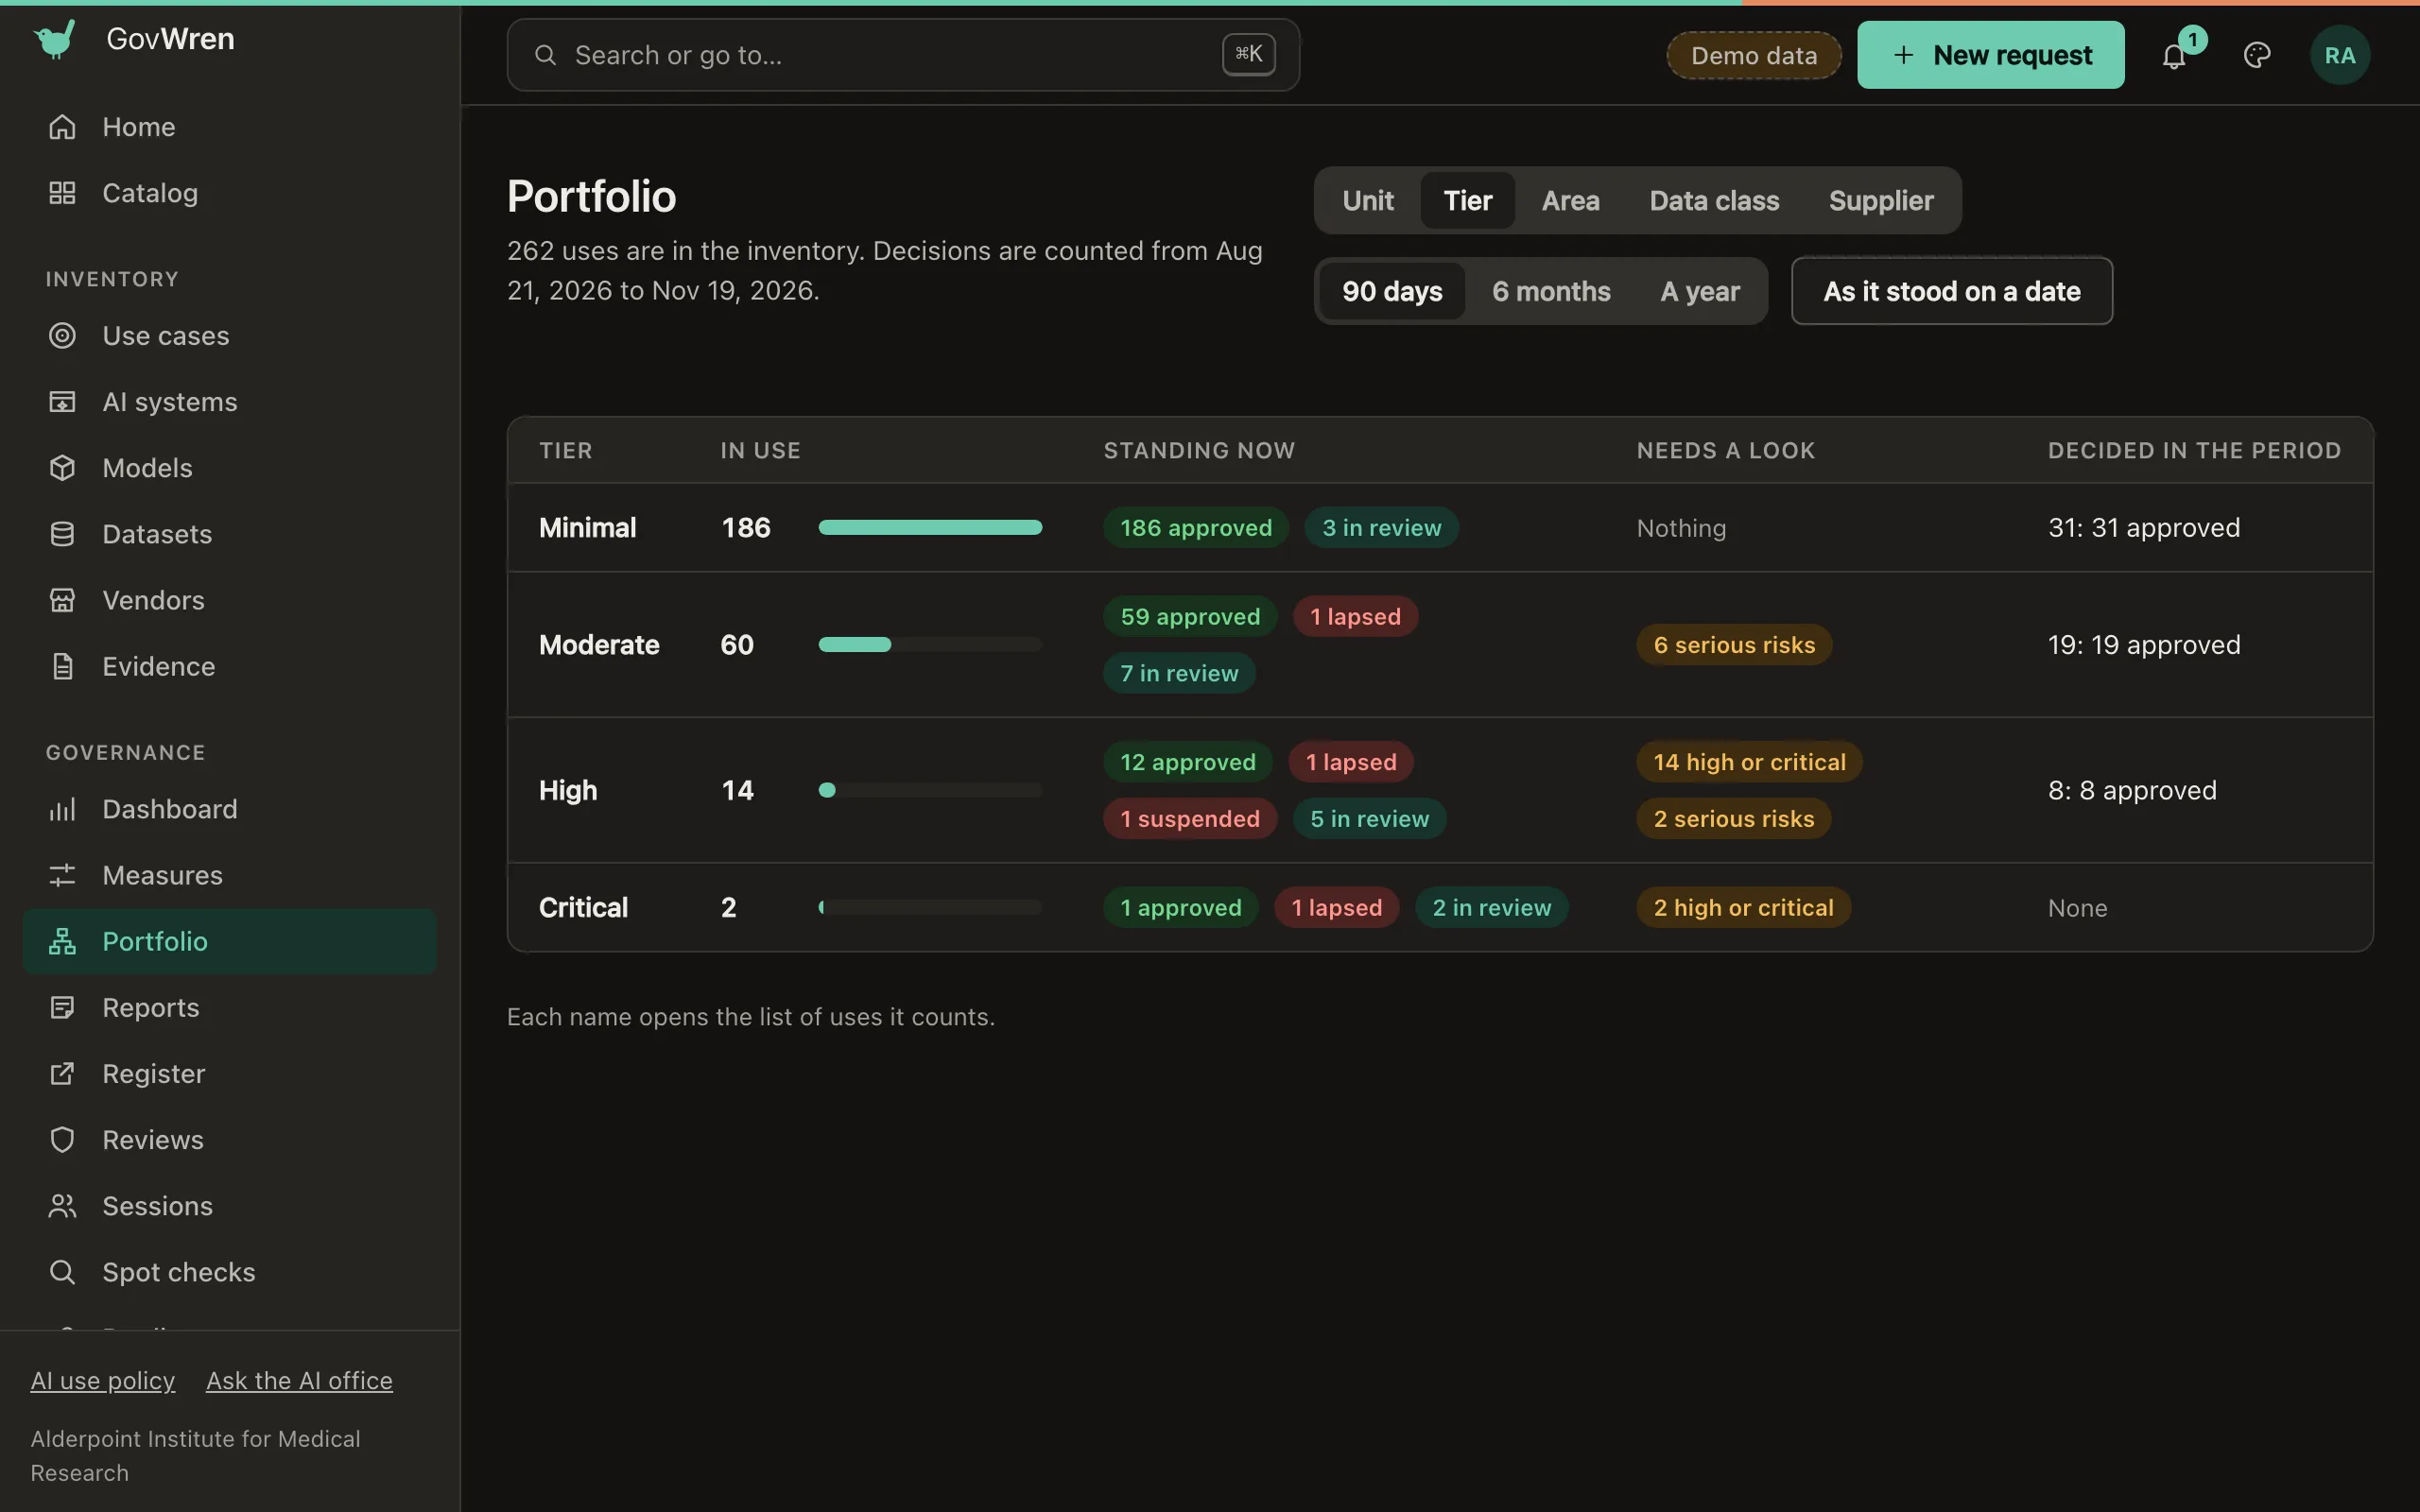 GovWren
Search or go to...
⌘K
Demo data
+ New request
1
RA
Home
Catalog
INVENTORY
Use cases
AI systems
Models
Datasets
Vendors
Evidence
GOVERNANCE
Dashboard
Measures
Portfolio
Reports
Register
Reviews
Sessions
Spot checks
AI use policy Ask the AI office
Alderpoint Institute for Medical
Research
Portfolio
262 uses are in the inventory. Decisions are counted from Aug
21, 2026 to Nov 19, 2026.
Unit Tier Area Data class Supplier
90 days 6 months A year As it stood on a date
TIER IN USE STANDING NOW NEEDS A LOOK DECIDED IN THE PERIOD
Minimal 186 186 approved 3 in review Nothing 31: 31 approved
Moderate 60 59 approved 1 lapsed 7 in review 6 serious risks 19: 19 approved
High 14 12 approved 1 lapsed 1 suspended 5 in review 14 high or critical 2 serious risks 8: 8 approved
Critical 2 1 approved 1 lapsed 2 in review 2 high or critical None
Each name opens the list of uses it counts.